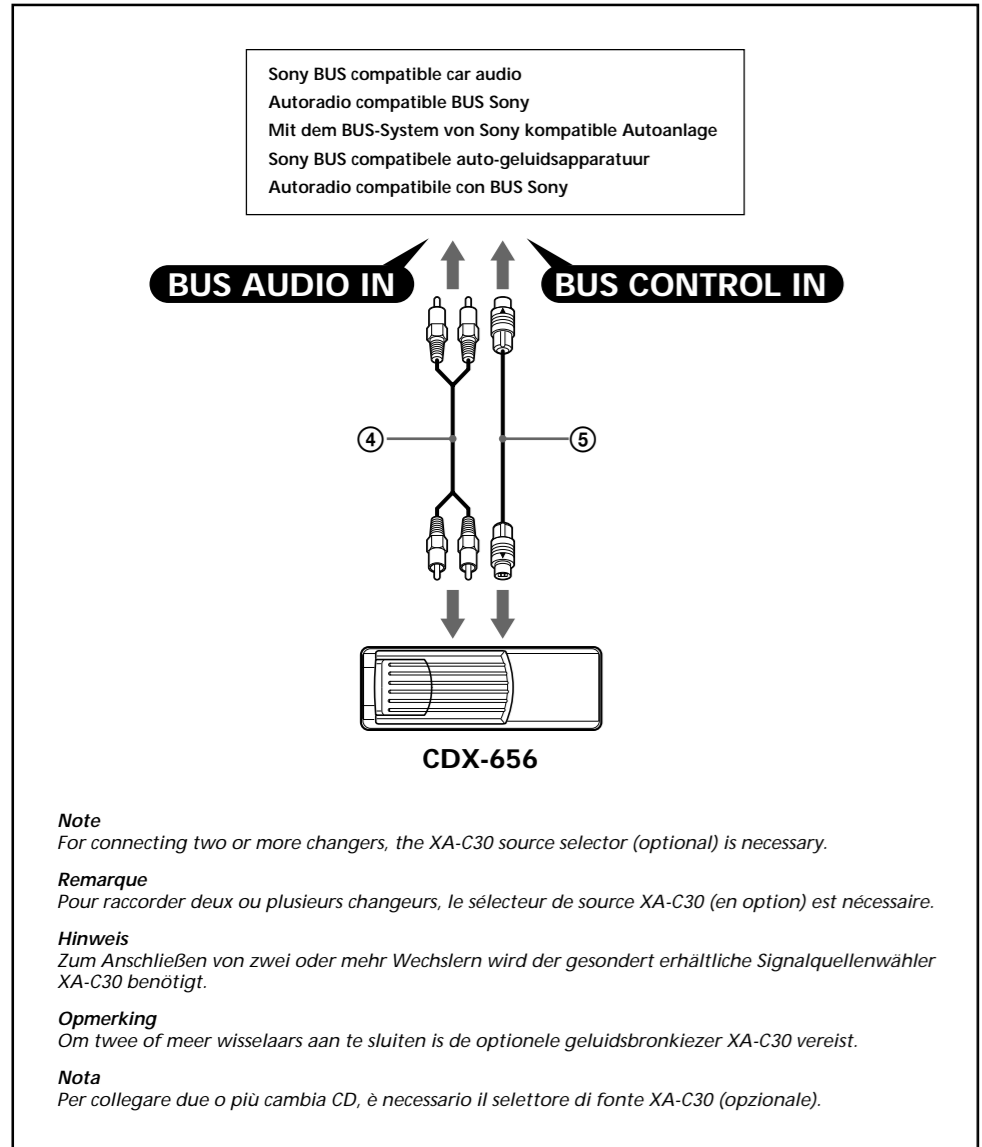 Sony BUS compatible car audio
Autoradio compatible BUS Sony
Mit dem BUS-System von Sony kompatible Autoanlage
Sony BUS compatibele auto-geluidsapparatuur
Autoradio compatibile con BUS Sony
BUS AUDIO IN
BUS CONTROL IN
④
⑤
CDX-656
Note
For connecting two or more changers, the XA-C30 source selector (optional) is necessary.
Remarque
Pour raccorder deux ou plusieurs changeurs, le sélecteur de source XA-C30 (en option) est nécessaire.
Hinweis
Zum Anschließen von zwei oder mehr Wechslern wird der gesondert erhältliche Signalquellenwähler
XA-C30 benötigt.
Opmerking
Om twee of meer wisselaars aan te sluiten is de optionele geluidsbronkiezer XA-C30 vereist.
Nota
Per collegare due o più cambia CD, è necessario il selettore di fonte XA-C30 (opzionale).